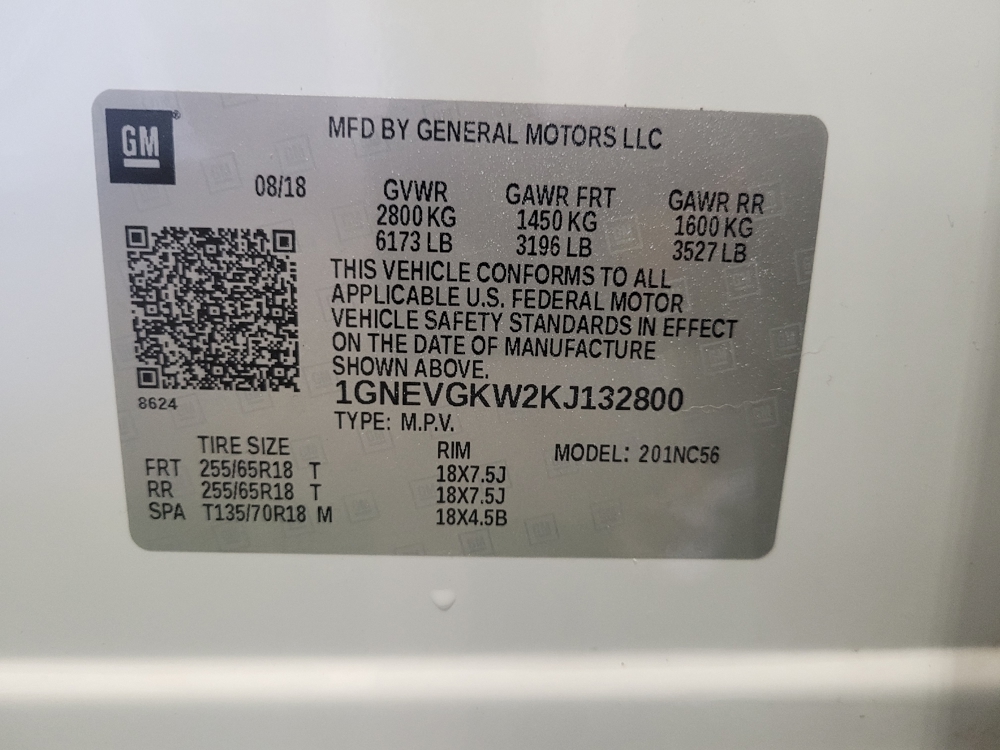 GM®
MFD BY GENERAL MOTORS LLC
08/18
GVWR
2800 KG
6173 LB
GAWR FRT
1450 KG
3196 LB
GAWR RR
1600 KG
3527 LB
THIS VEHICLE CONFORMS TO ALL
APPLICABLE U.S. FEDERAL MOTOR
VEHICLE SAFETY STANDARDS IN EFFECT
ON THE DATE OF MANUFACTURE
SHOWN ABOVE.
8624
1GNEVGKW2KJ132800
TYPE: M.P.V.
TIRE SIZE RIM MODEL: 201NC56
FRT 255/65R18 T 18X7.5J
RR 255/65R18 T 18X7.5J
SPA T135/70R18 M 18X4.5B